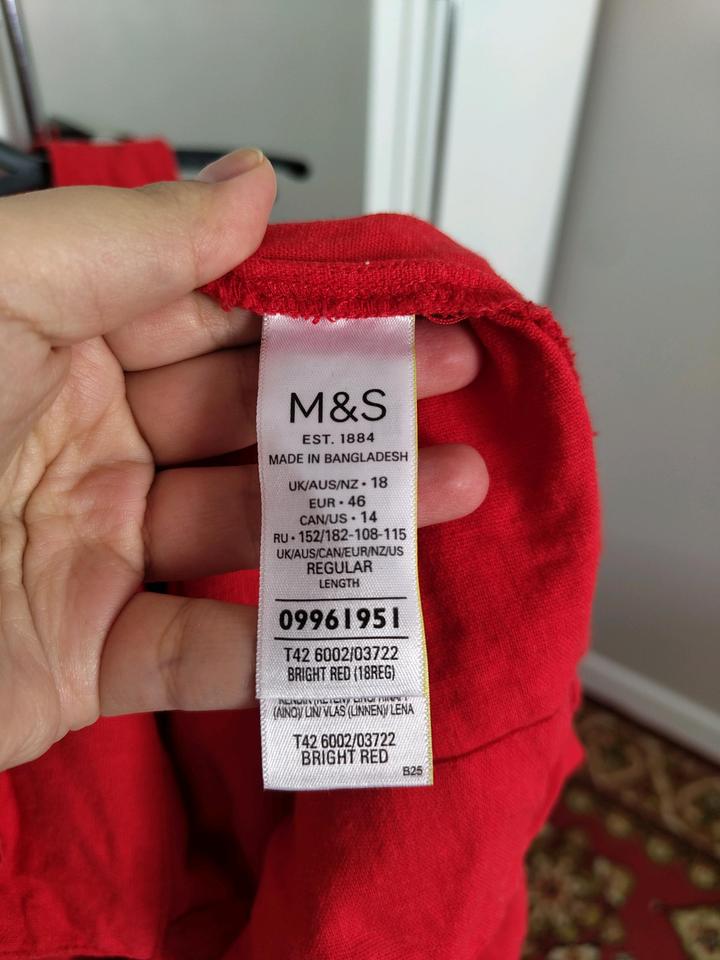 M&S
EST. 1884
MADE IN BANGLADESH
UK/AUS/NZ • 18
EUR • 46
CAN/US • 14
RU • 152/182-108-115
UK/AUS/CAN/EUR/NZ/US
REGULAR
LENGTH
09961951
T42 6002/03722
BRIGHT RED (18REG)
(AINO)/ LIN/ VLAS (LINNEN)/ LENA
T42 6002/03722
BRIGHT RED
B25